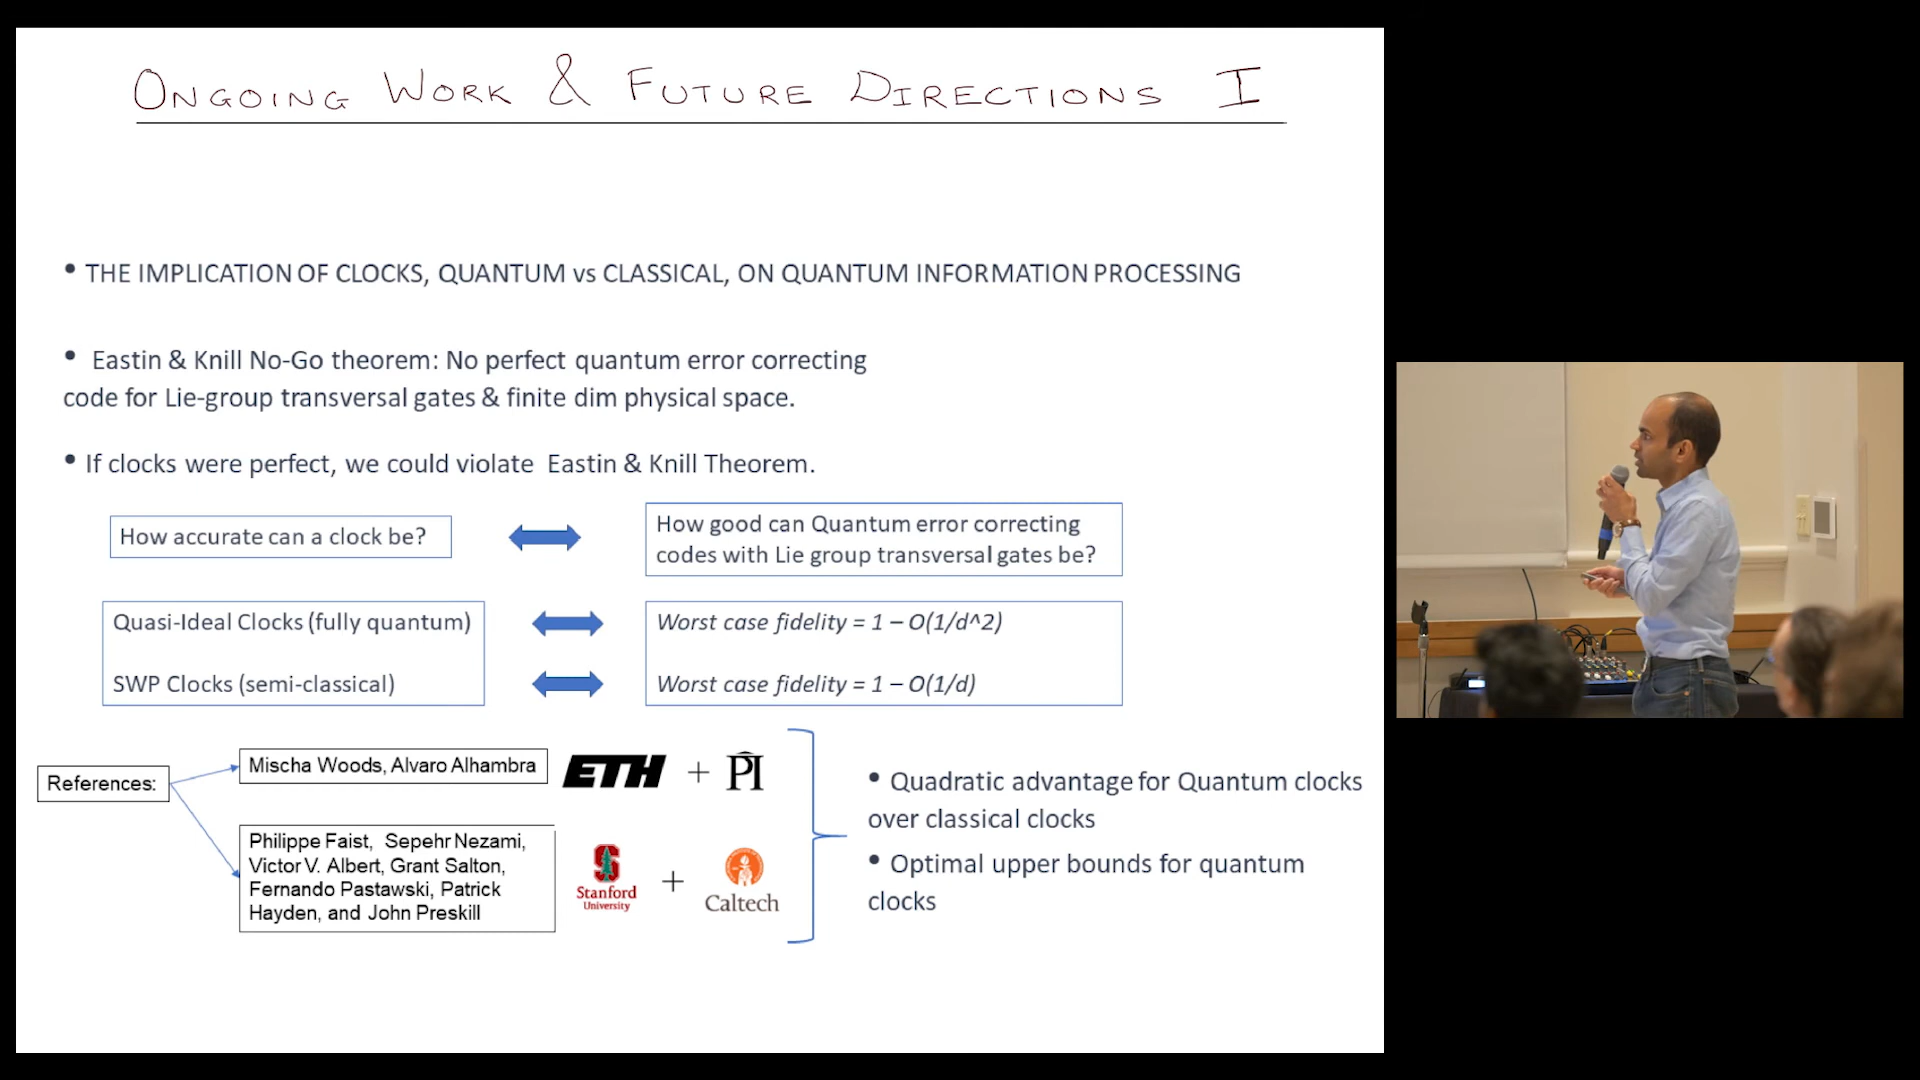 ONGOING WORK & FUTURE DIRECTIONS I
• THE IMPLICATION OF CLOCKS, QUANTUM vs CLASSICAL, ON QUANTUM INFORMATION PROCESSING
• Eastin & Knill No-Go theorem: No perfect quantum error correcting
code for Lie-group transversal gates & finite dim physical space.
• If clocks were perfect, we could violate Eastin & Knill Theorem.
How accurate can a clock be?
How good can Quantum error correcting
codes with Lie group transversal gates be?
Quasi-Ideal Clocks (fully quantum)
Worst case fidelity = 1 – O(1/d^2)
SWP Clocks (semi-classical)
Worst case fidelity = 1 – O(1/d)
References:
Mischa Woods, Alvaro Alhambra
ETH + PI
Philippe Faist, Sepehr Nezami,
Victor V. Albert, Grant Salton,
Fernando Pastawski, Patrick
Hayden, and John Preskill
S
Stanford
University
+
Caltech
• Quadratic advantage for Quantum clocks
over classical clocks
• Optimal upper bounds for quantum
clocks